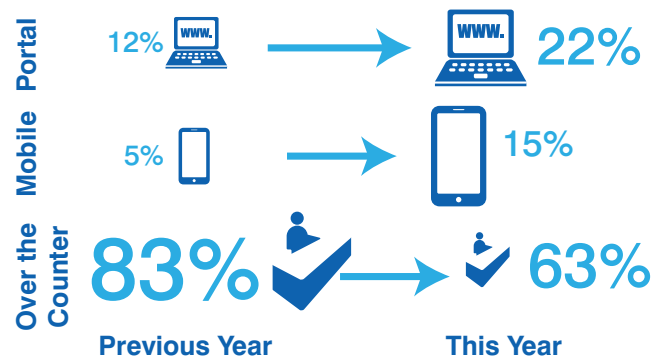 Portal
12%
www.
www.
22%
Mobile
5%
15%
Over the
Counter
83%
63%
Previous Year
This Year